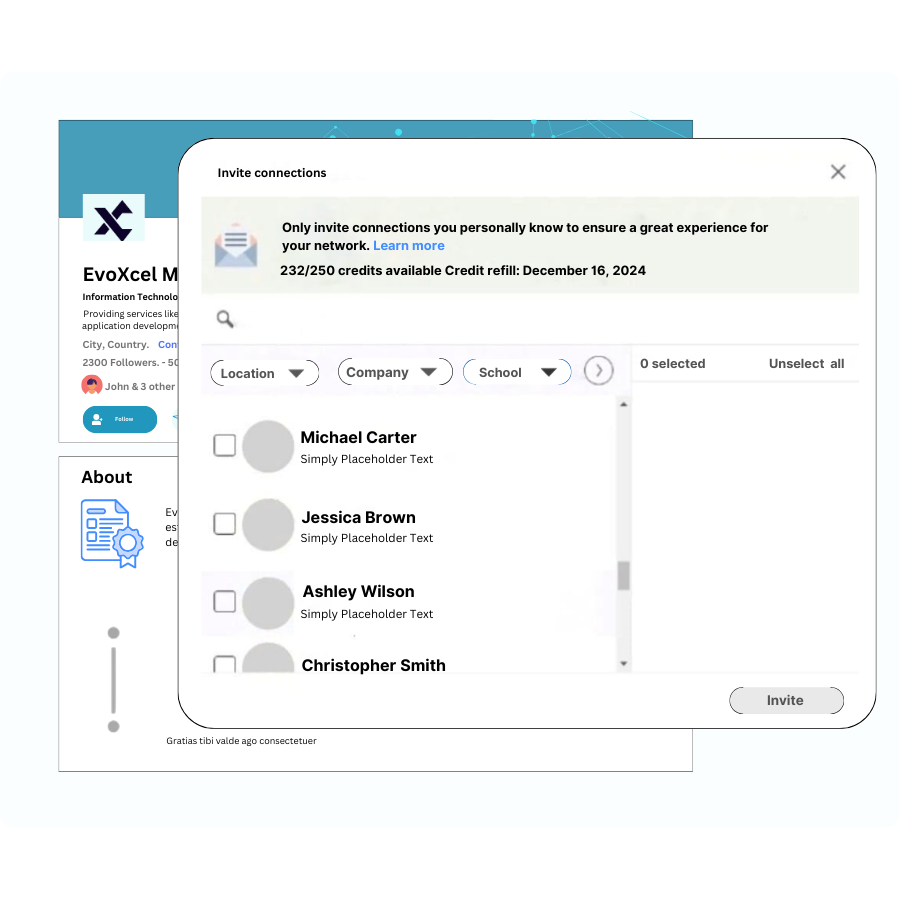 Invite connections
Only invite connections you personally know to ensure a great experience for
your network. Learn more
232/250 credits available Credit refill: December 16, 2024
Location
Company
School
0 selected
Unselect all
Michael Carter
Simply Placeholder Text
Jessica Brown
Simply Placeholder Text
Ashley Wilson
Simply Placeholder Text
Christopher Smith
Invite
EvoXcel M
Information Technolo
Providing services like
application developm
City, Country. Con
2300 Followers. - 50
John & 3 other
Follow
About
Ev
es
de
Gratias tibi valde ago consectetuer